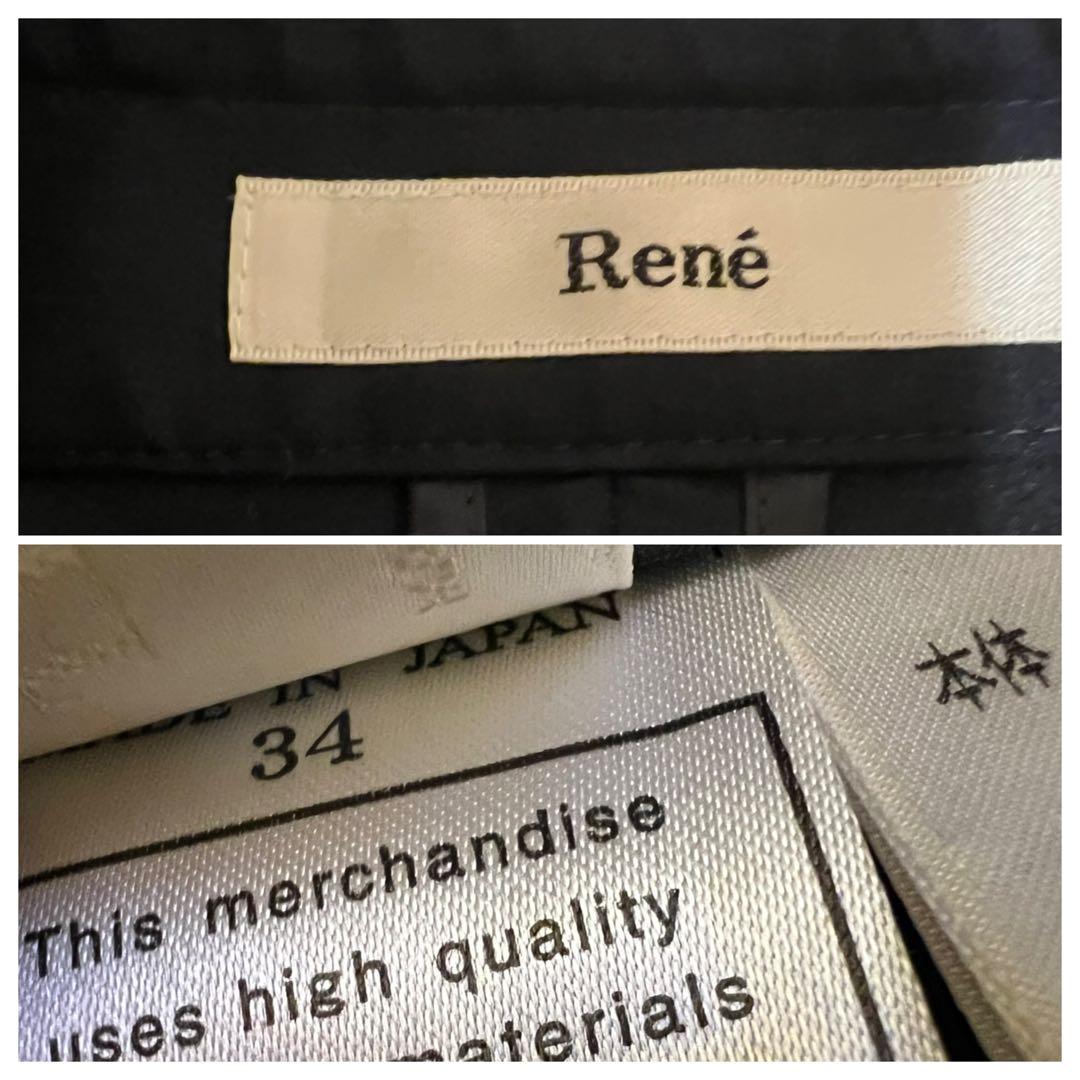 René
IN JAPAN
34
This merchandise
uses high quality
materials
本体